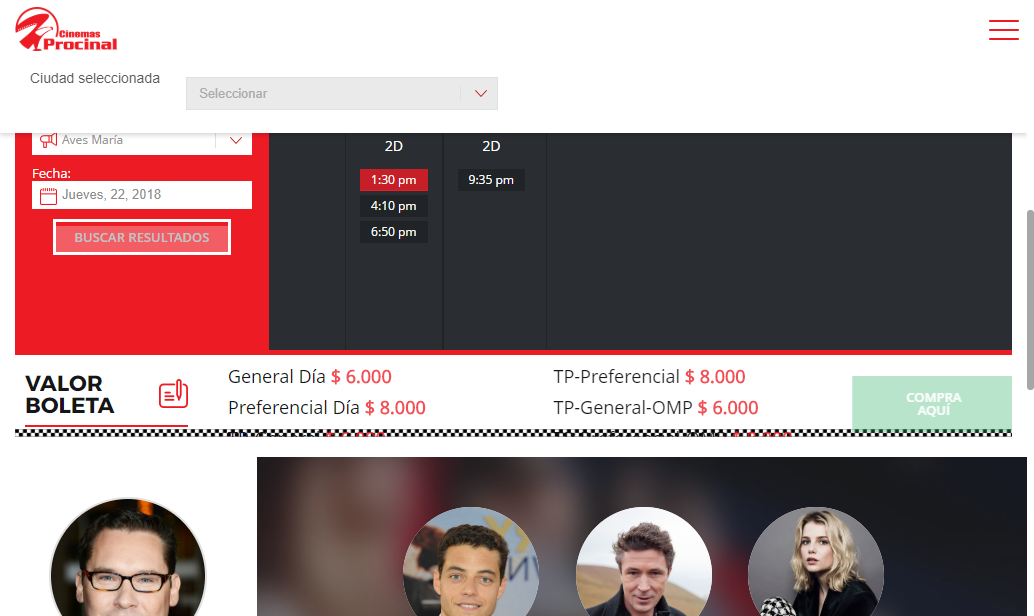 Cinemas
Procinal
Ciudad seleccionada
Seleccionar
Aves María
Fecha:
Jueves, 22, 2018
BUSCAR RESULTADOS
2D
1:30 pm
4:10 pm
6:50 pm
2D
9:35 pm
VALOR
BOLETA
General Día $ 6.000
Preferencial Día $ 8.000
TP-Preferencial $ 8.000
TP-General-OMP $ 6.000
COMPRA
AQUÍ